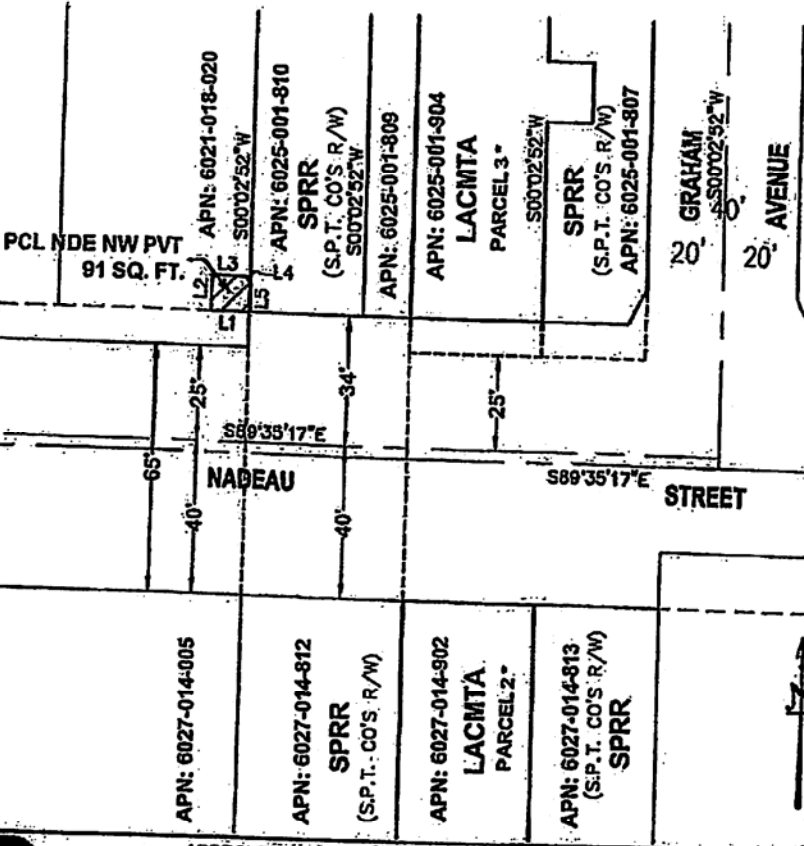 APN: 6021-018-020
S00°02'52"W
APN: 6025-001-810
SPRR
(S.P.T. CO'S R/W)
S00°02'52"W
APN: 6025-001-809
APN: 6025-001-904
LACMTA
PARCEL 3"
S00°02'52"W
SPRR
(S.P.T. CO'S R/W)
APN: 6025-001-807
GRAHAM
S00°02'52"W
40'
AVENUE
20'
20'
PCL NDE NW PVT
91 SQ. FT.
L3
L4
L2
L5
L1
25'
34'
25'
65'
S89°35'17"E
NADEAU
S89°35'17"E
STREET
40'
40'
APN: 6027-014-005
APN: 6027-014-812
SPRR
(S.P.T. CO'S R/W)
APN: 6027-014-902
LACMTA
PARCEL 2"
APN: 6027-014-813
(S.P.T. CO'S R/W)
SPRR